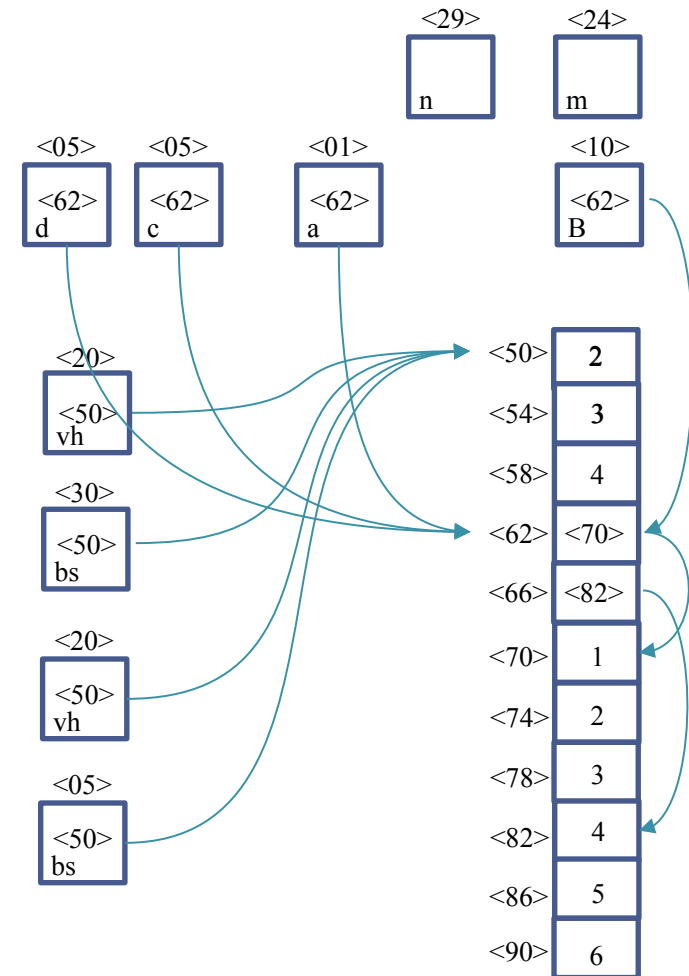 <29> <24>
n m
<05> <05> <01> <10>
<62> <62> <62> <62>
d c a B
<20>
<50>
vh
<30>
<50>
bs
<20>
<50>
vh
<05>
<50>
bs
<50> 2
<54> 3
<58> 4
<62> <70>
<66> <82>
<70> 1
<74> 2
<78> 3
<82> 4
<86> 5
<90> 6